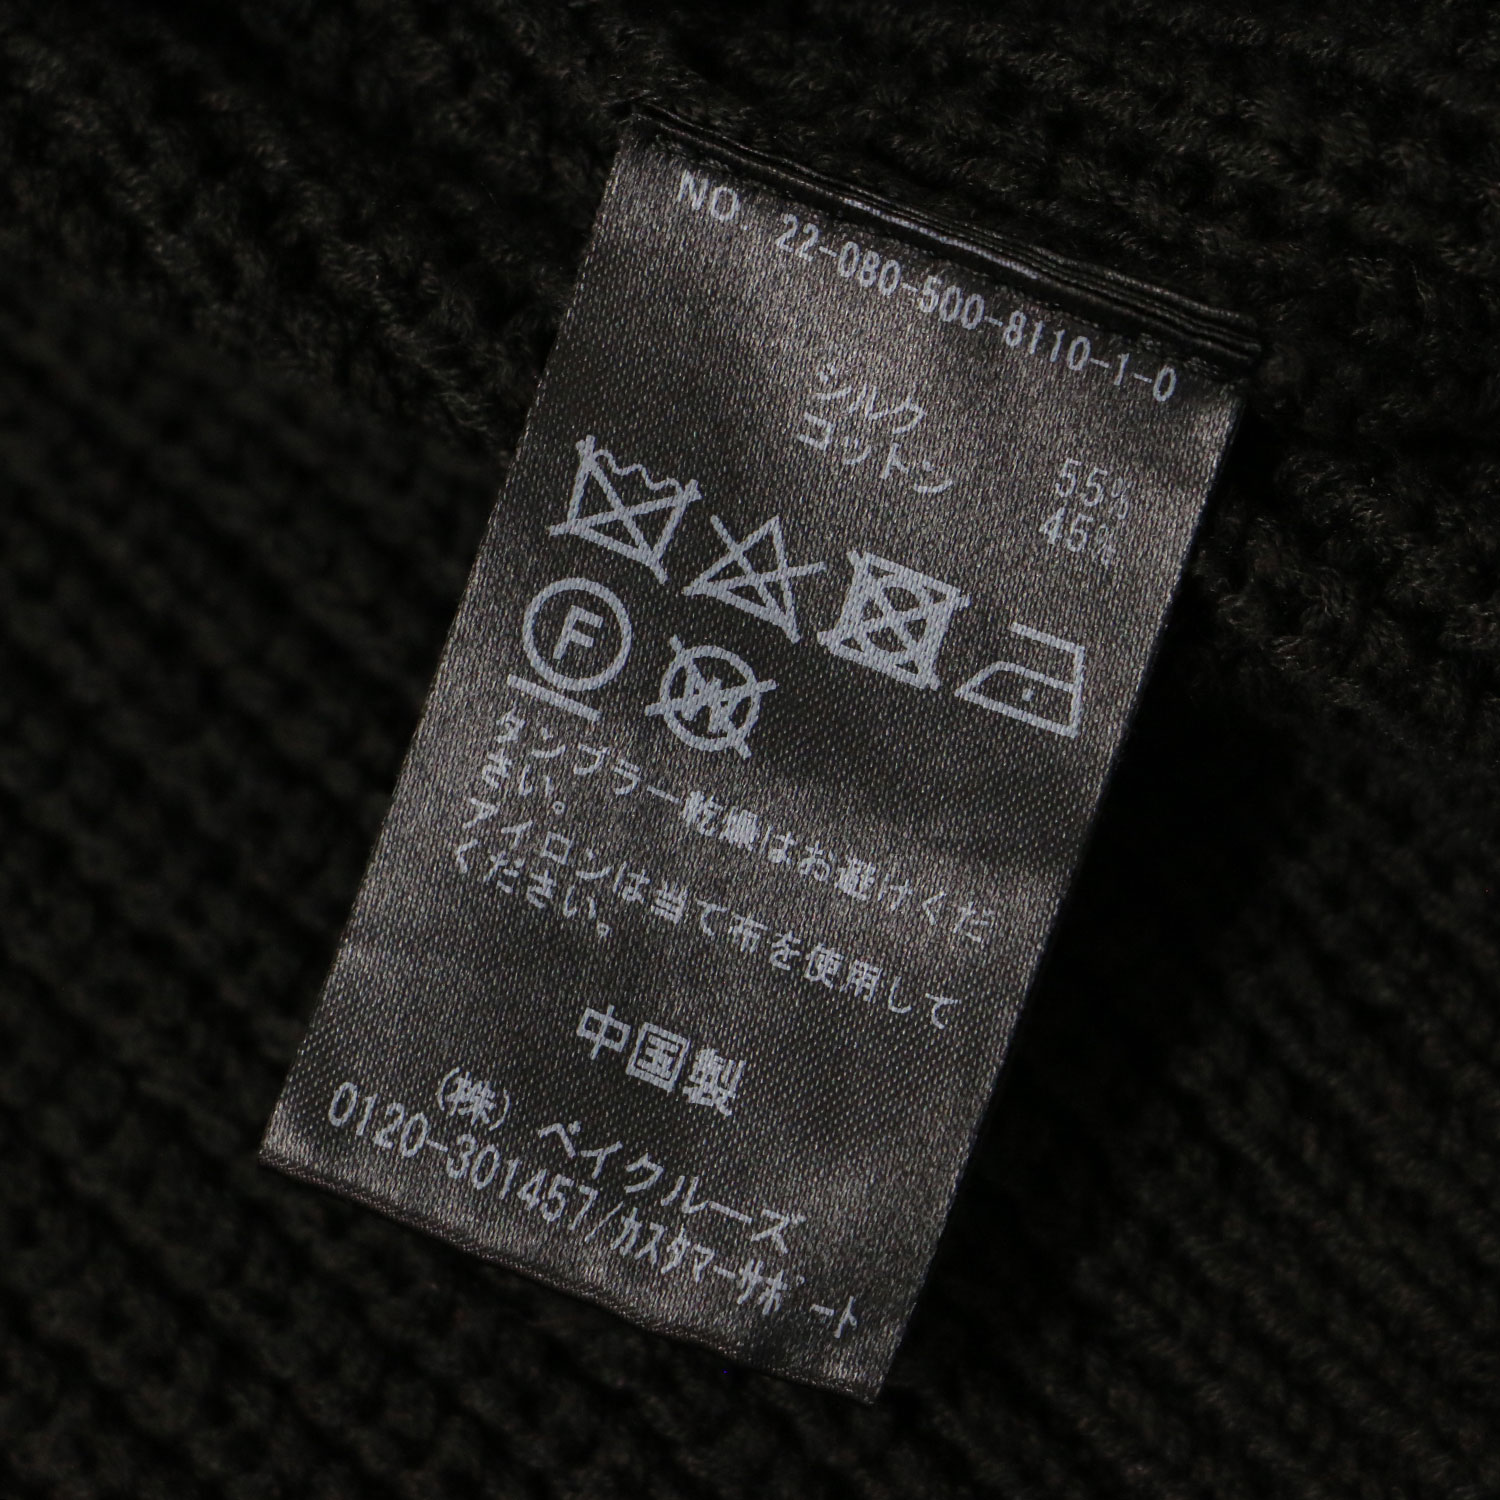 NO. 22-080-500-8110-1-0
シルク 55%
コットン 45%
F
W
タンブラー乾燥はお避けくだ
さい。
アイロンは当て布を使用して
ください。
中国製
(株) ベイクルーズ
0120-301457/カスタマーサポート